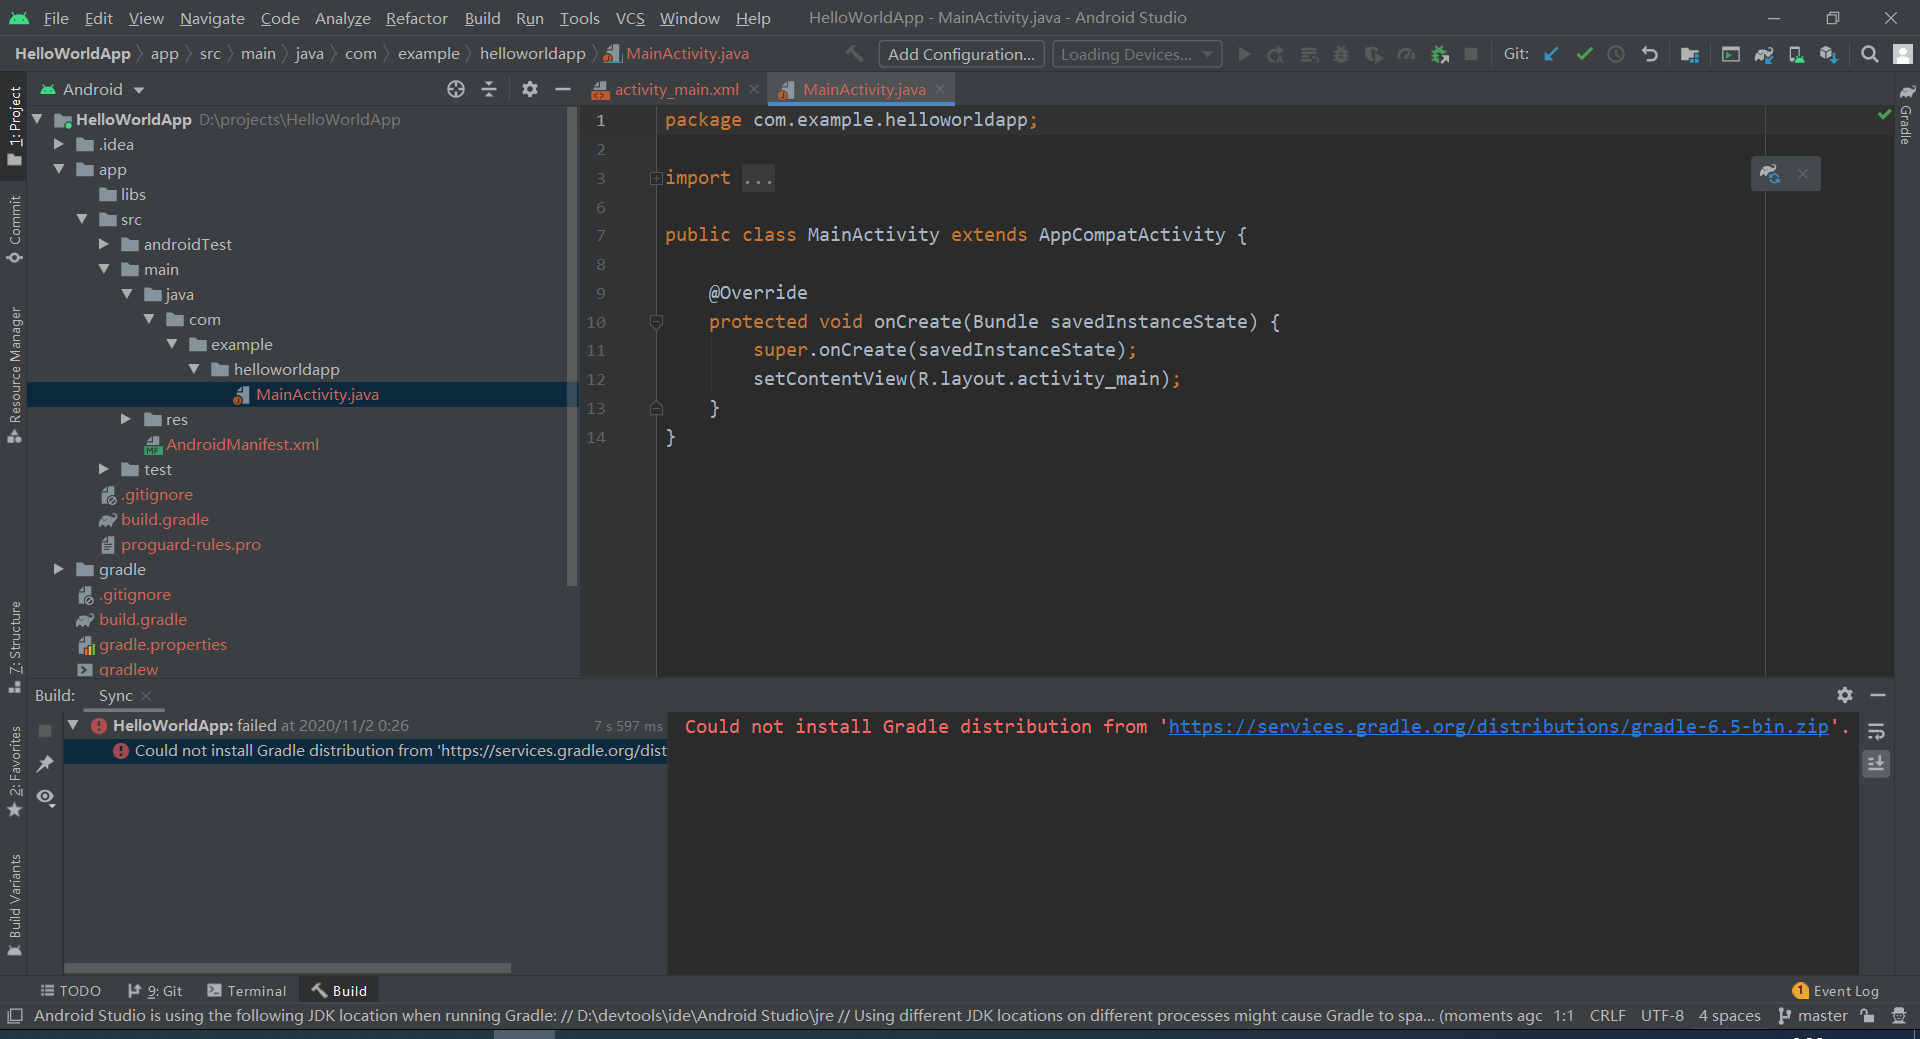 File Edit View Navigate Code Analyze Refactor Build Run Tools VCS Window Help HelloWorldApp - MainActivity.java - Android Studio
HelloWorldApp app src main java com example helloworldapp MainActivity.java Add Configuration... Loading Devices... Git:
Android
activity_main.xml MainActivity.java
1: Project
Commit
Resource Manager
Z: Structure
2: Favorites
Build Variants
Gradle
HelloWorldApp D:\projects\HelloWorldApp
.idea
app
libs
src
androidTest
main
java
com
example
helloworldapp
MainActivity.java
res
AndroidManifest.xml
test
.gitignore
build.gradle
proguard-rules.pro
gradle
.gitignore
build.gradle
gradle.properties
gradlew
1 package com.example.helloworldapp;
2
3 import ...
6
7 public class MainActivity extends AppCompatActivity {
8
9 @Override
10 protected void onCreate(Bundle savedInstanceState) {
11 super.onCreate(savedInstanceState);
12 setContentView(R.layout.activity_main);
13 }
14 }
Build: Sync
HelloWorldApp: failed at 2020/11/2 0:26 7 s 597 ms
Could not install Gradle distribution from 'https://services.gradle.org/dist
Could not install Gradle distribution from 'https://services.gradle.org/distributions/gradle-6.5-bin.zip'.
TODO 9: Git Terminal Build 1 Event Log
Android Studio is using the following JDK location when running Gradle: // D:\devtools\ide\Android Studio\jre // Using different JDK locations on different processes might cause Gradle to spa... (moments agc 1:1 CRLF UTF-8 4 spaces master